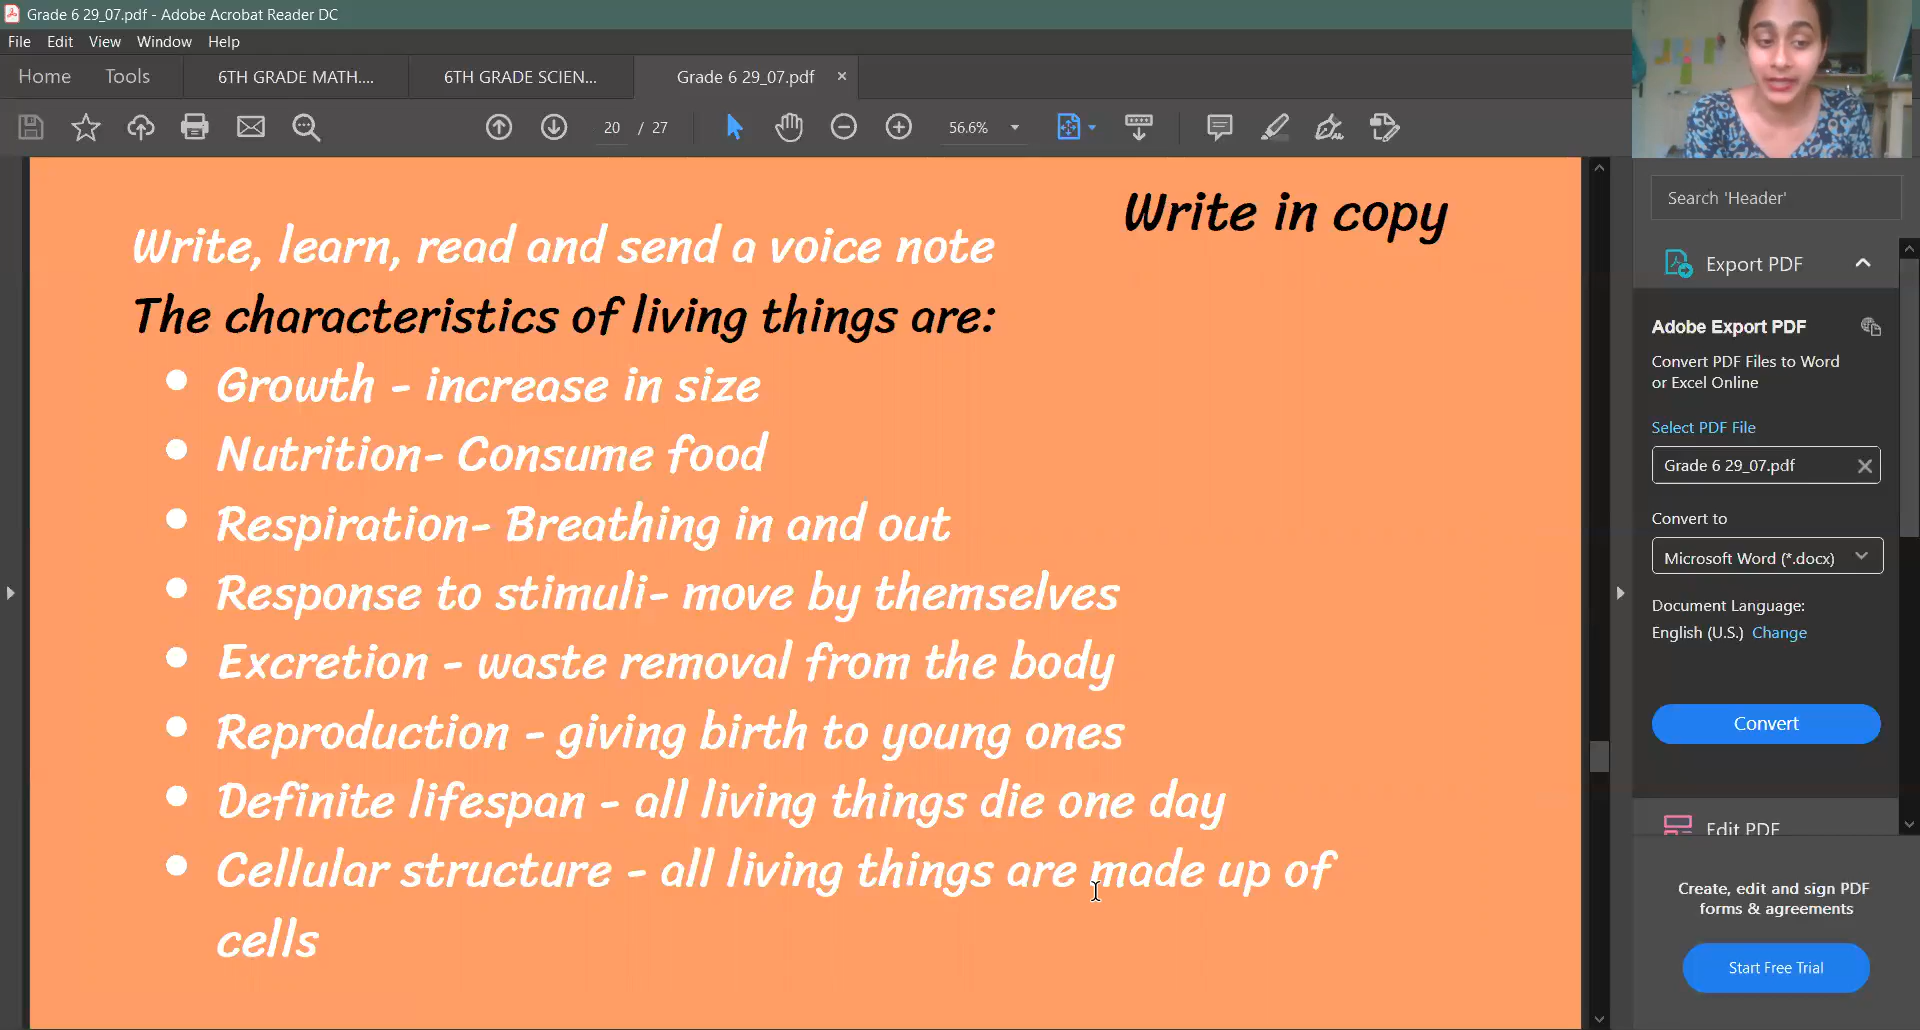 Grade 6 29_07.pdf - Adobe Acrobat Reader DC
File Edit View Window Help
Home Tools 6TH GRADE MATH.... 6TH GRADE SCIEN... Grade 6 29_07.pdf ×
20 / 27 56.6%
Write in copy
Write, learn, read and send a voice note
The characteristics of living things are:
• Growth - increase in size
• Nutrition- Consume food
• Respiration- Breathing in and out
• Response to stimuli- move by themselves
• Excretion - waste removal from the body
• Reproduction - giving birth to young ones
• Definite lifespan - all living things die one day
• Cellular structure - all living things are made up of
cells
Search 'Header'
Export PDF
Adobe Export PDF
Convert PDF Files to Word
or Excel Online
Select PDF File
Grade 6 29_07.pdf
Convert to
Microsoft Word (*.docx)
Document Language:
English (U.S.) Change
Convert
Edit PDF
Create, edit and sign PDF
forms & agreements
Start Free Trial